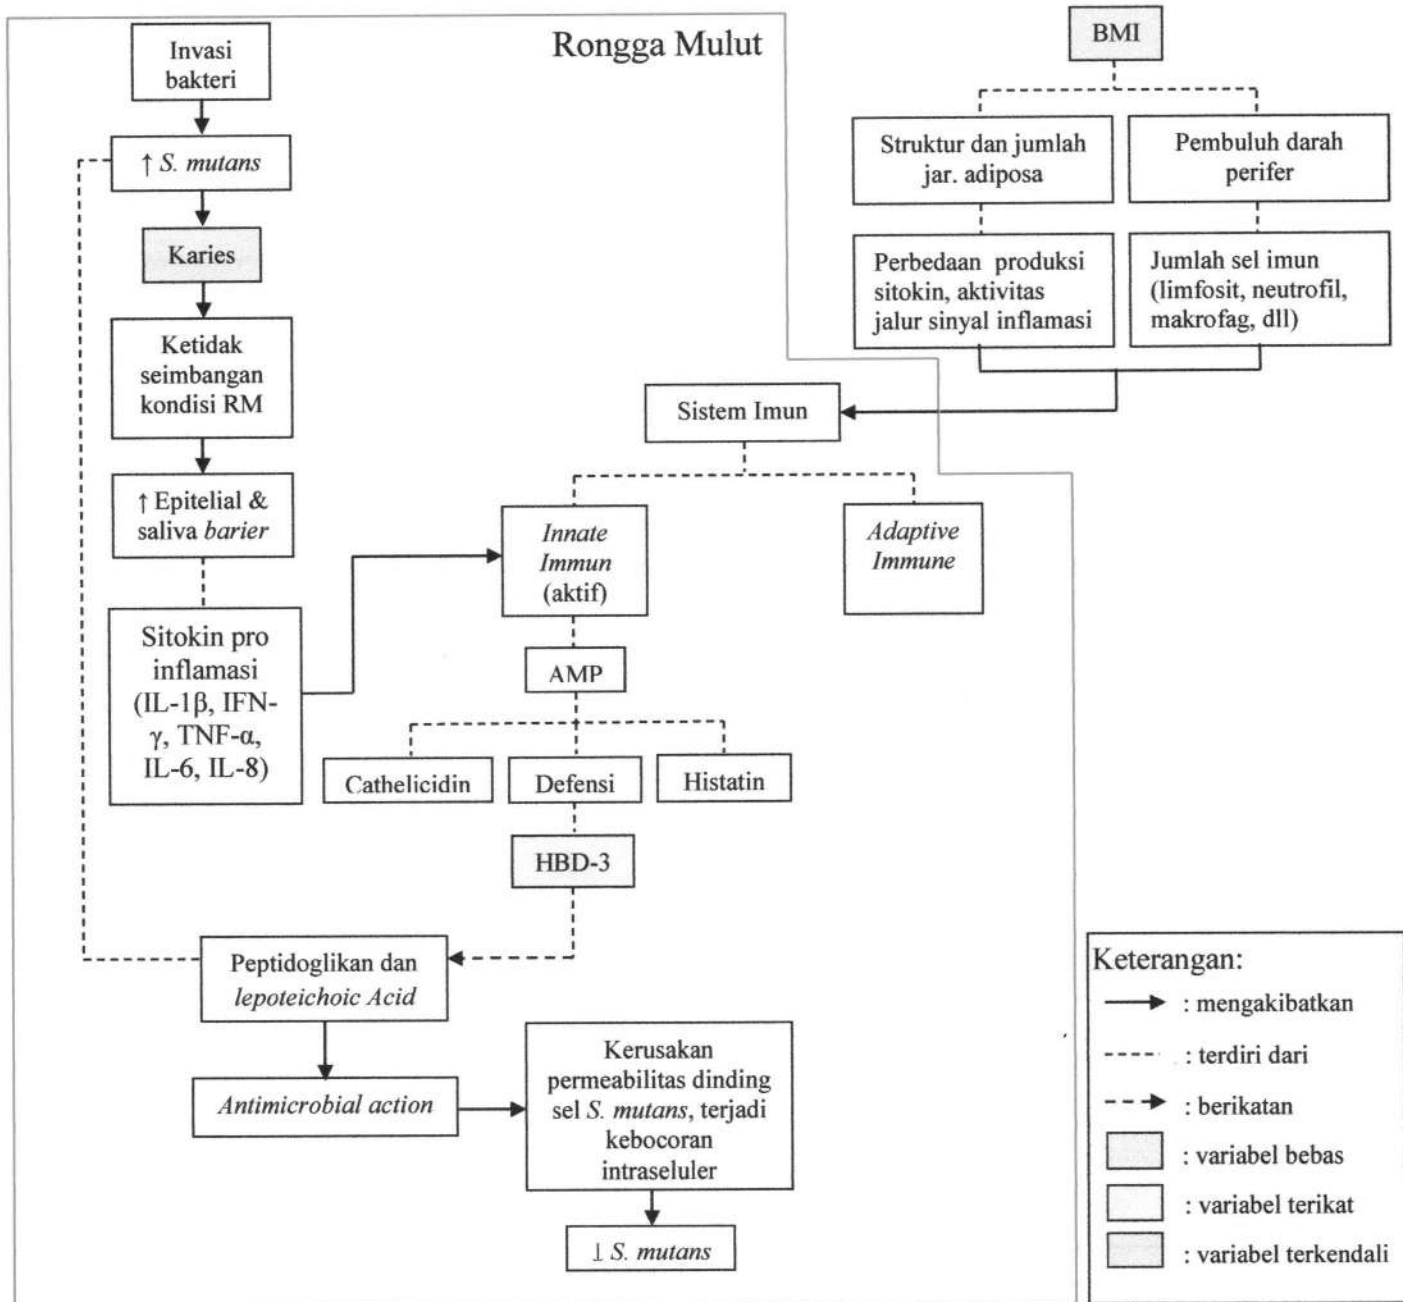 Rongga Mulut
Invasi
bakteri
↑ S. mutans
Karies
Ketidak
seimbangan
kondisi RM
↑ Epitelial &
saliva barier
Sitokin pro
inflamasi
(IL-1β, IFN-
γ, TNF-α,
IL-6, IL-8)
BMI
Struktur dan jumlah
jar. adiposa
Pembuluh darah
perifer
Perbedaan produksi
sitokin, aktivitas
jalur sinyal inflamasi
Jumlah sel imun
(limfosit, neutrofil,
makrofag, dll)
Sistem Imun
Innate
Immun
(aktif)
Adaptive
Immune
AMP
Cathelicidin
Defensi
Histatin
HBD-3
Peptidoglikan dan
lepoteichoic Acid
Antimicrobial action
Kerusakan
permeabilitas dinding
sel S. mutans, terjadi
kebocoran
intraseluler
⊥ S. mutans
Keterangan:
: mengakibatkan
: terdiri dari
: berikatan
: variabel bebas
: variabel terikat
: variabel terkendali